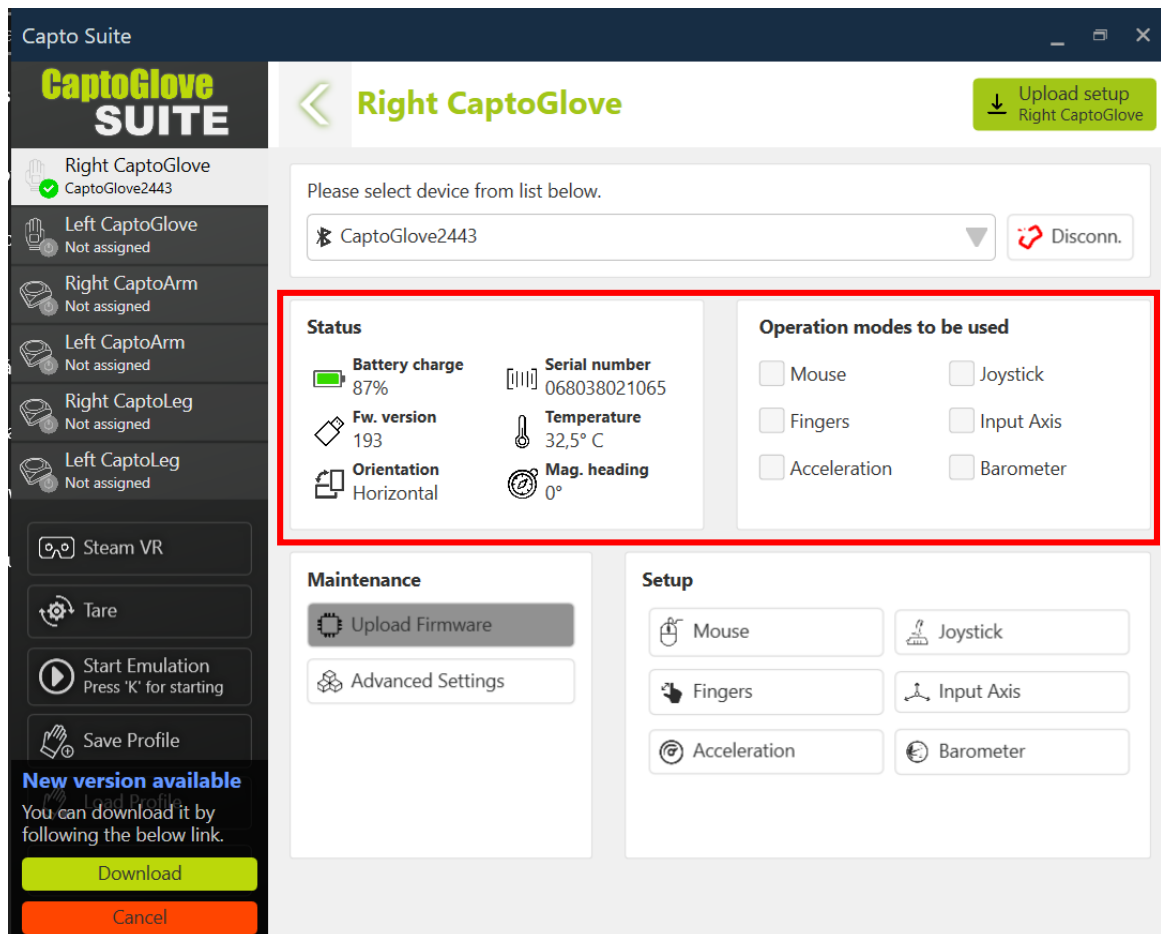 Capto Suite
CaptoGlove
SUITE
Right CaptoGlove
CaptoGlove2443
Left CaptoGlove
Not assigned
Right CaptoArm
Not assigned
Left CaptoArm
Not assigned
Right CaptoLeg
Not assigned
Left CaptoLeg
Not assigned
Steam VR
Tare
Start Emulation
Press 'K' for starting
Save Profile
Load Profile
New version available
You can download it by
following the below link.
Download
Cancel
Right CaptoGlove
Upload setup
Right CaptoGlove
Please select device from list below.
CaptoGlove2443
Disconn.
Status
Battery charge
87%
Serial number
068038021065
Fw. version
193
Temperature
32,5° C
Orientation
Horizontal
Mag. heading
0°
Operation modes to be used
Mouse
Joystick
Fingers
Input Axis
Acceleration
Barometer
Maintenance
Upload Firmware
Advanced Settings
Setup
Mouse
Joystick
Fingers
Input Axis
Acceleration
Barometer